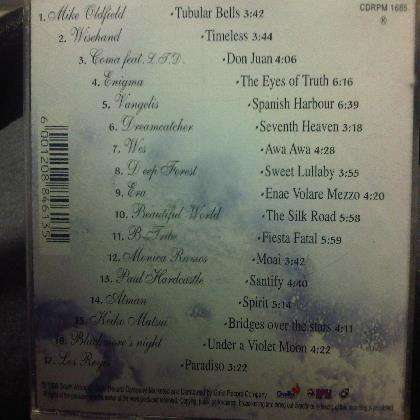 1. Mike Oldfield •Tubular Bells 3:42
CDRPM 1685
®
2. Wisehand •Timeless 3:44
3. Coma feat. L.T.D. •Don Juan 4:06
4. Enigma •The Eyes of Truth 6:16
5. Vangelis •Spanish Harbour 6:39
6. Dreamcatcher •Seventh Heaven 3:18
7. Wes •Awa Awa 4:28
8. Deep Forest •Sweet Lullaby 3:55
9. Era •Enae Volare Mezzo 4:20
10. Beautiful World •The Silk Road 5:58
11. B-Tribe •Fiesta Fatal 5:59
12. Monica Ramos •Moai 3:42
13. Paul Hardcastle •Santify 4:40
14. Atman •Spirit 5:14
15. Keiko Matsui •Bridges over the stars 4:11
16. Blackmore's night •Under a Violet Moon 4:22
17. Los Reyes •Paradiso 3:22
6001208846135